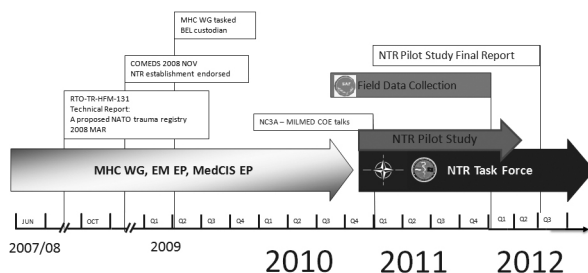 MHC WG tasked
BEL custodian
COMEDS 2008 NOV
NTR establishment endorsed
NTR Pilot Study Final Report
RTO-TR-HFM-131
Technical Report:
A proposed NATO trauma registry
2008 MAR
Field Data Collection
NC3A – MILMED COE talks
NTR Pilot Study
MHC WG, EM EP, MedCIS EP
NTR Task Force
JUN
OCT
Q1
Q2
Q3
Q4
Q1
Q2
Q3
Q4
Q1
Q2
Q3
Q4
Q1
Q2
Q3
2007/08
2009
2010
2011
2012